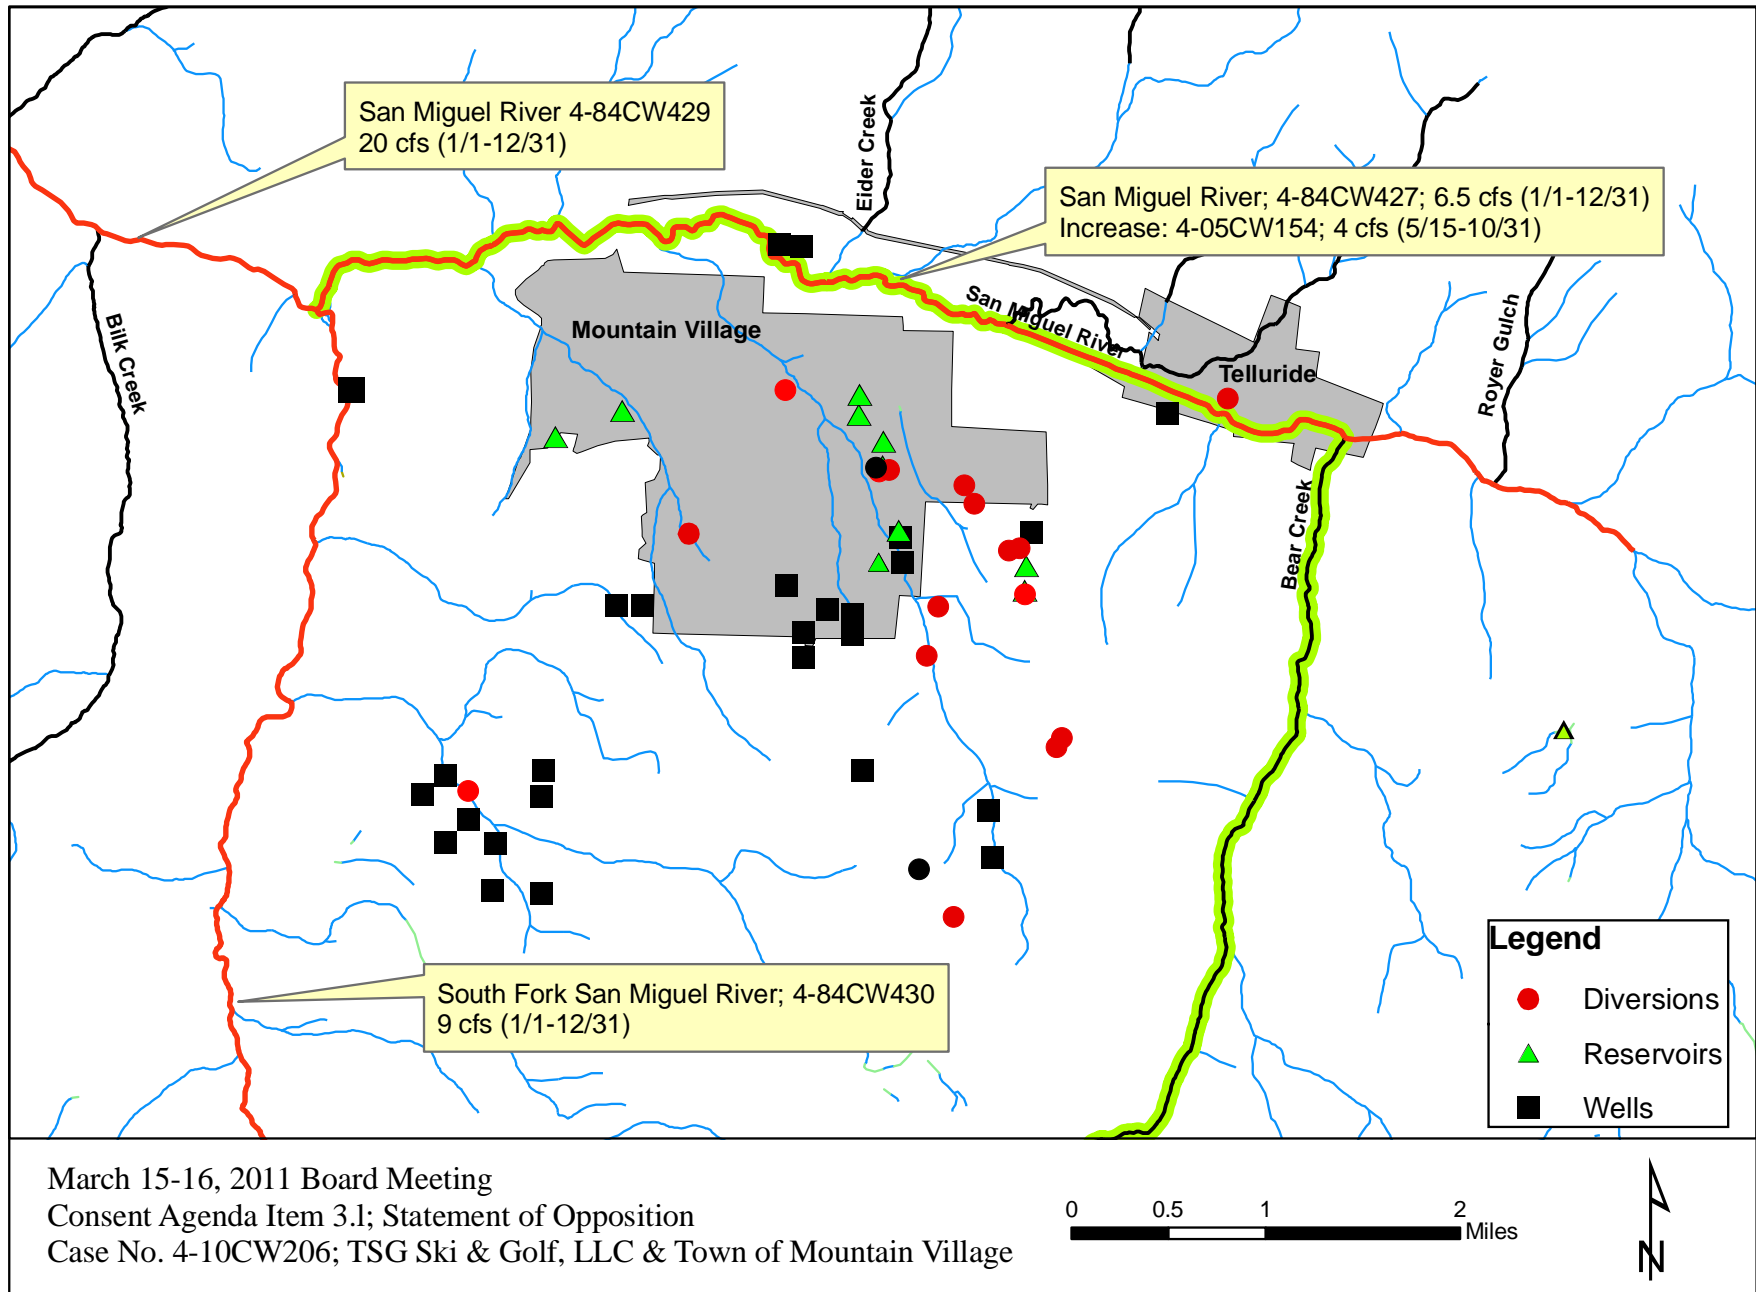 San Miguel River 4-84CW429
20 cfs (1/1-12/31)
Eider Creek
San Miguel River; 4-84CW427; 6.5 cfs (1/1-12/31)
Increase: 4-05CW154; 4 cfs (5/15-10/31)
Bilk Creek
Mountain Village
San Miguel River
Telluride
Royer Gulch
Bear Creek
South Fork San Miguel River; 4-84CW430
9 cfs (1/1-12/31)
Legend
Diversions
Reservoirs
Wells
March 15-16, 2011 Board Meeting
Consent Agenda Item 3.l; Statement of Opposition
Case No. 4-10CW206; TSG Ski & Golf, LLC & Town of Mountain Village
0 0.5 1 2
Miles
N